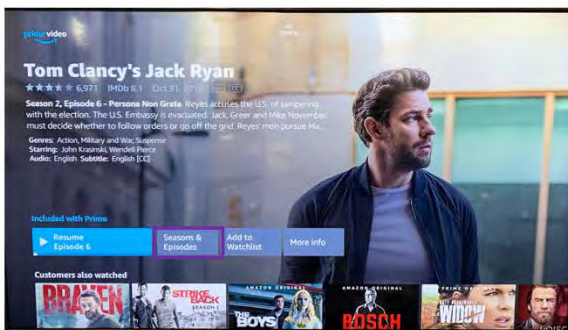 prime video
Tom Clancy's Jack Ryan
6,971 IMDb 8.1 Oct 31, 2019
Season 2, Episode 6 - Persona Non Grata Reyes accuses the U.S. of tampering
with the election. The U.S. Embassy is evacuated. Jack, Greer and Mike November
must decide whether to follow orders or go off the grid. Reyes' men pursue Ma...
Genres: Action, Military and War, Suspense
Starring: John Krasinski, Wendell Pierce
Audio: English Subtitle: English [CC]
Included with Prime
Resume
Episode 6
Seasons &
Episodes
Add to
Watchlist
More Info
Customers also watched
BRAVEN
STRIKE
BACK
SEASON 1
AMAZON ORIGINAL
THE
BOYS
AMAZON ORIGINAL
BOSCH
PRIME ORIGINAL
WIDOW